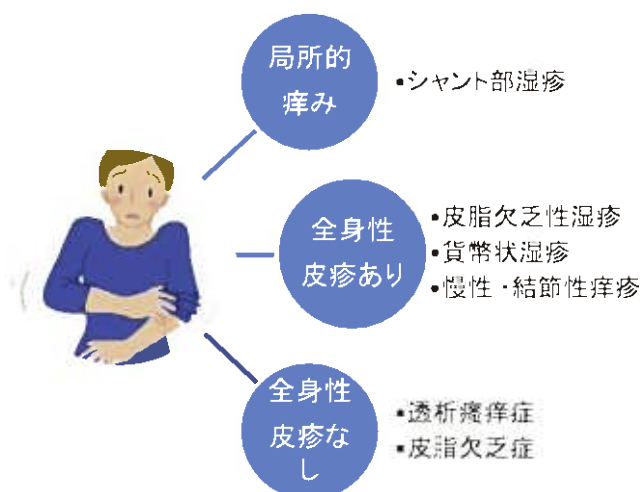 局所的
痒み
•シャント部湿疹
全身性
皮疹あり
•皮脂欠乏性湿疹
•貨幣状湿疹
•慢性・結節性痒疹
全身性
皮疹な
し
•透析瘙痒症
•皮脂欠乏症